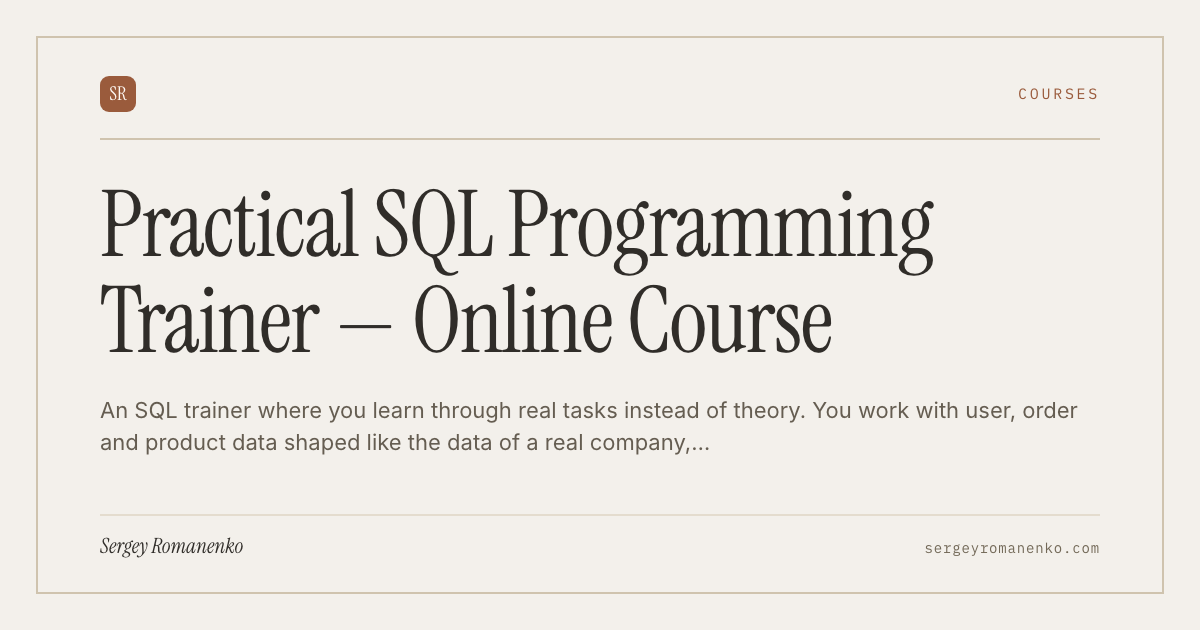 SR
COURSES
Practical SQL Programming
Trainer — Online Course
An SQL trainer where you learn through real tasks instead of theory. You work with user, order
and product data shaped like the data of a real company,...
Sergey Romanenko
sergeyromanenko.com